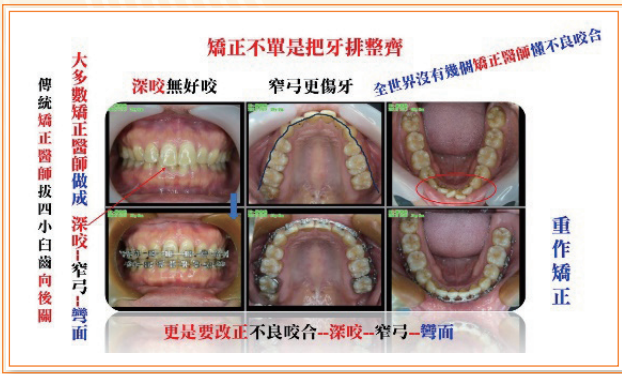 矯正不單是把牙排整齊
深咬無好咬
窄弓更傷牙
全世界沒有幾個矯正醫師懂不良咬合
大多數矯正醫師做成 深咬--窄弓--彎面
傳統矯正醫師拔四小臼齒向後關
重作矯正
更是要改正不良咬合--深咬--窄弓--彎面